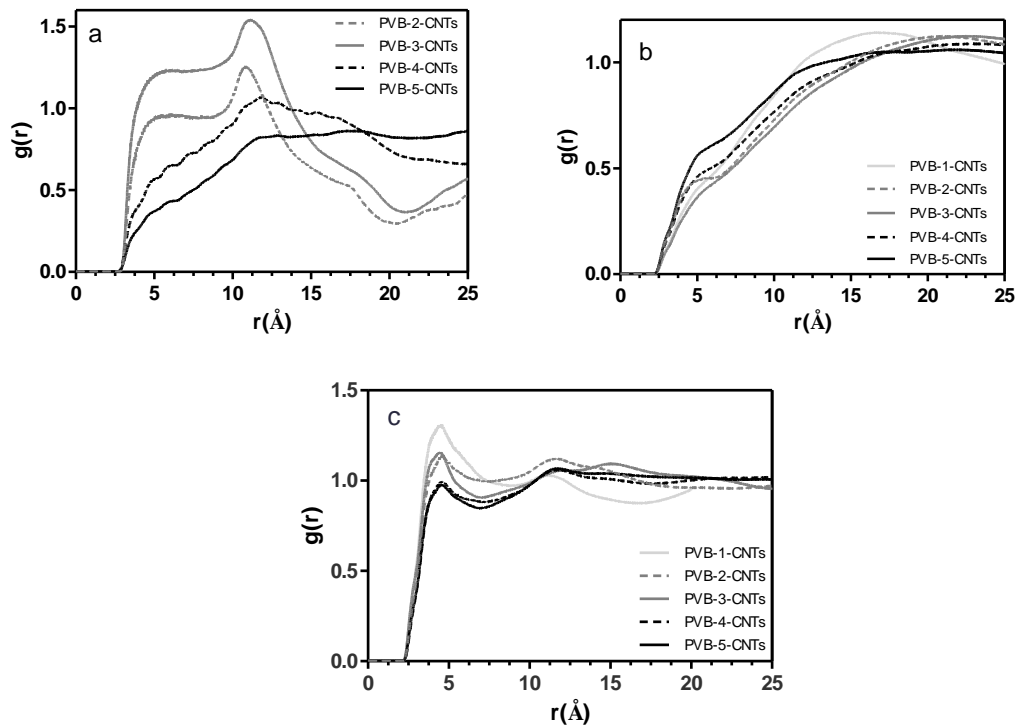 a
PVB-2-CNTs
PVB-3-CNTs
PVB-4-CNTs
PVB-5-CNTs
1.5
1.0
0.5
0.0
g(r)
0 5 10 15 20 25
r(Å)
b
1.0
0.5
0.0
g(r)
PVB-1-CNTs
PVB-2-CNTs
PVB-3-CNTs
PVB-4-CNTs
PVB-5-CNTs
0 5 10 15 20 25
r(Å)
c
1.5
1.0
0.5
0.0
g(r)
PVB-1-CNTs
PVB-2-CNTs
PVB-3-CNTs
PVB-4-CNTs
PVB-5-CNTs
0 5 10 15 20 25
r(Å)